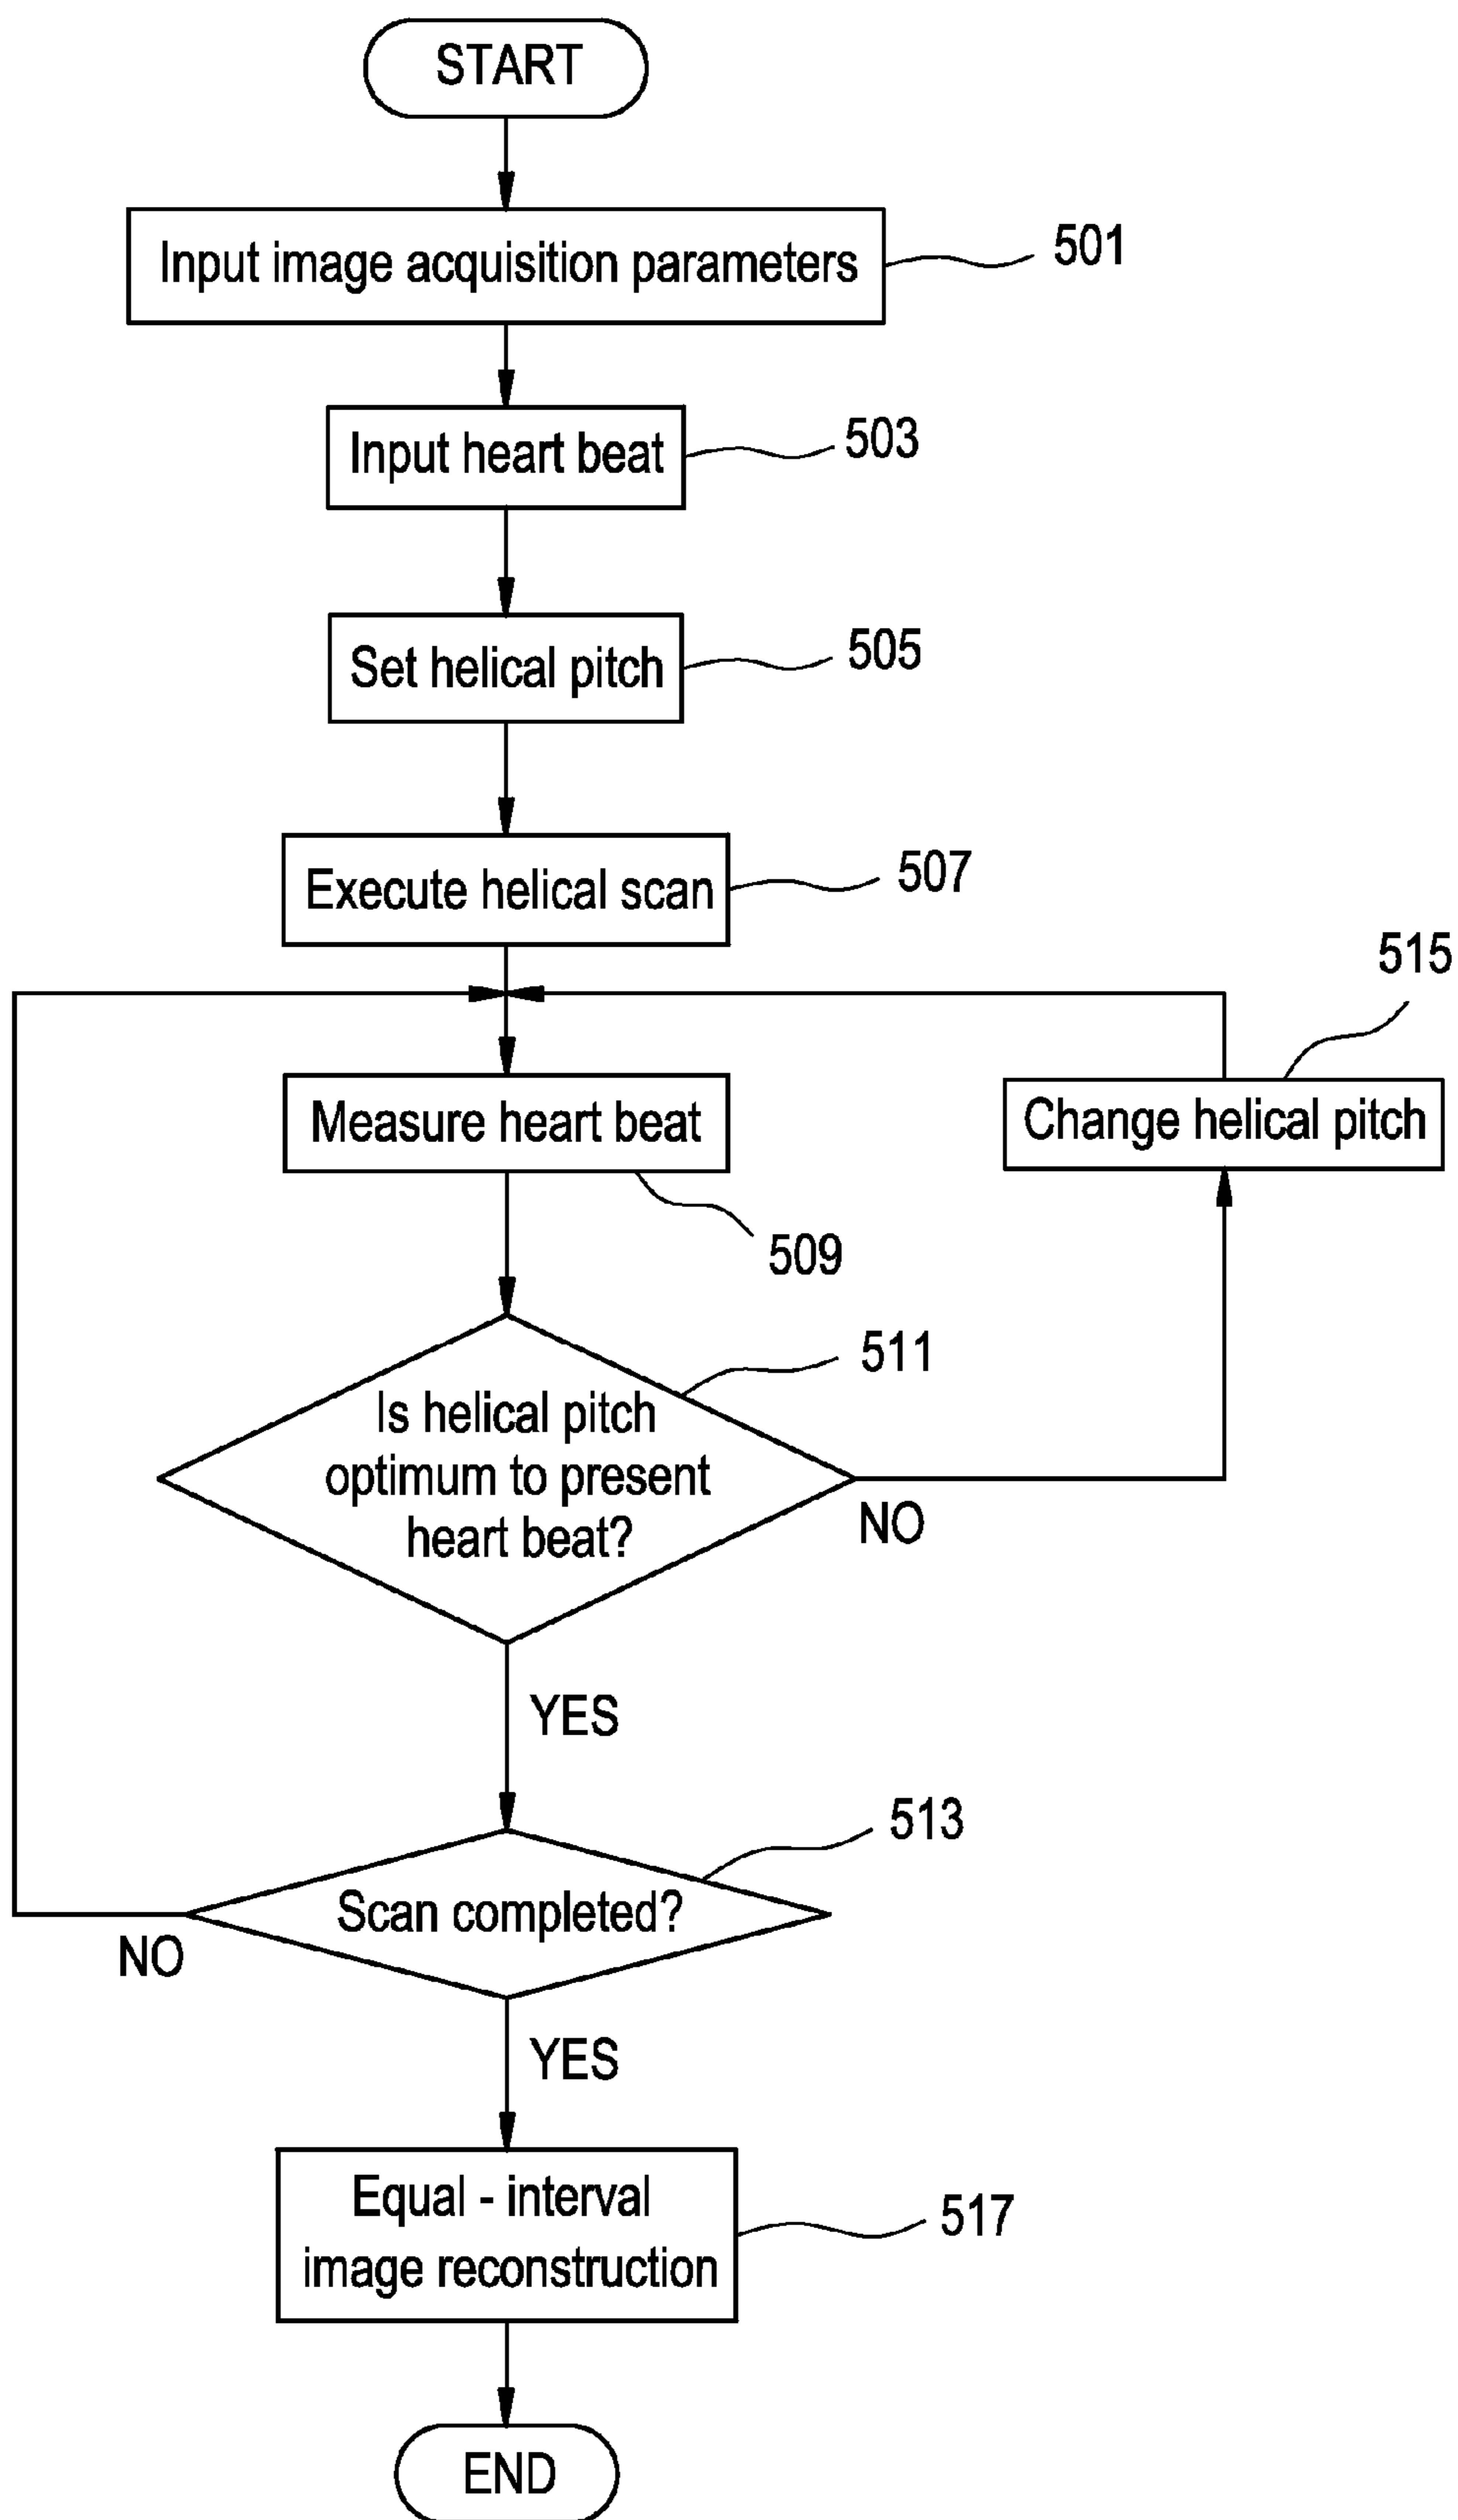 START
Input image acquisition parameters
501
Input heart beat
503
Set helical pitch
505
Execute helical scan
507
515
Measure heart beat
Change helical pitch
509
511
Is helical pitch
optimum to present
heart beat?
NO
YES
513
Scan completed?
NO
YES
Equal - interval
image reconstruction
517
END